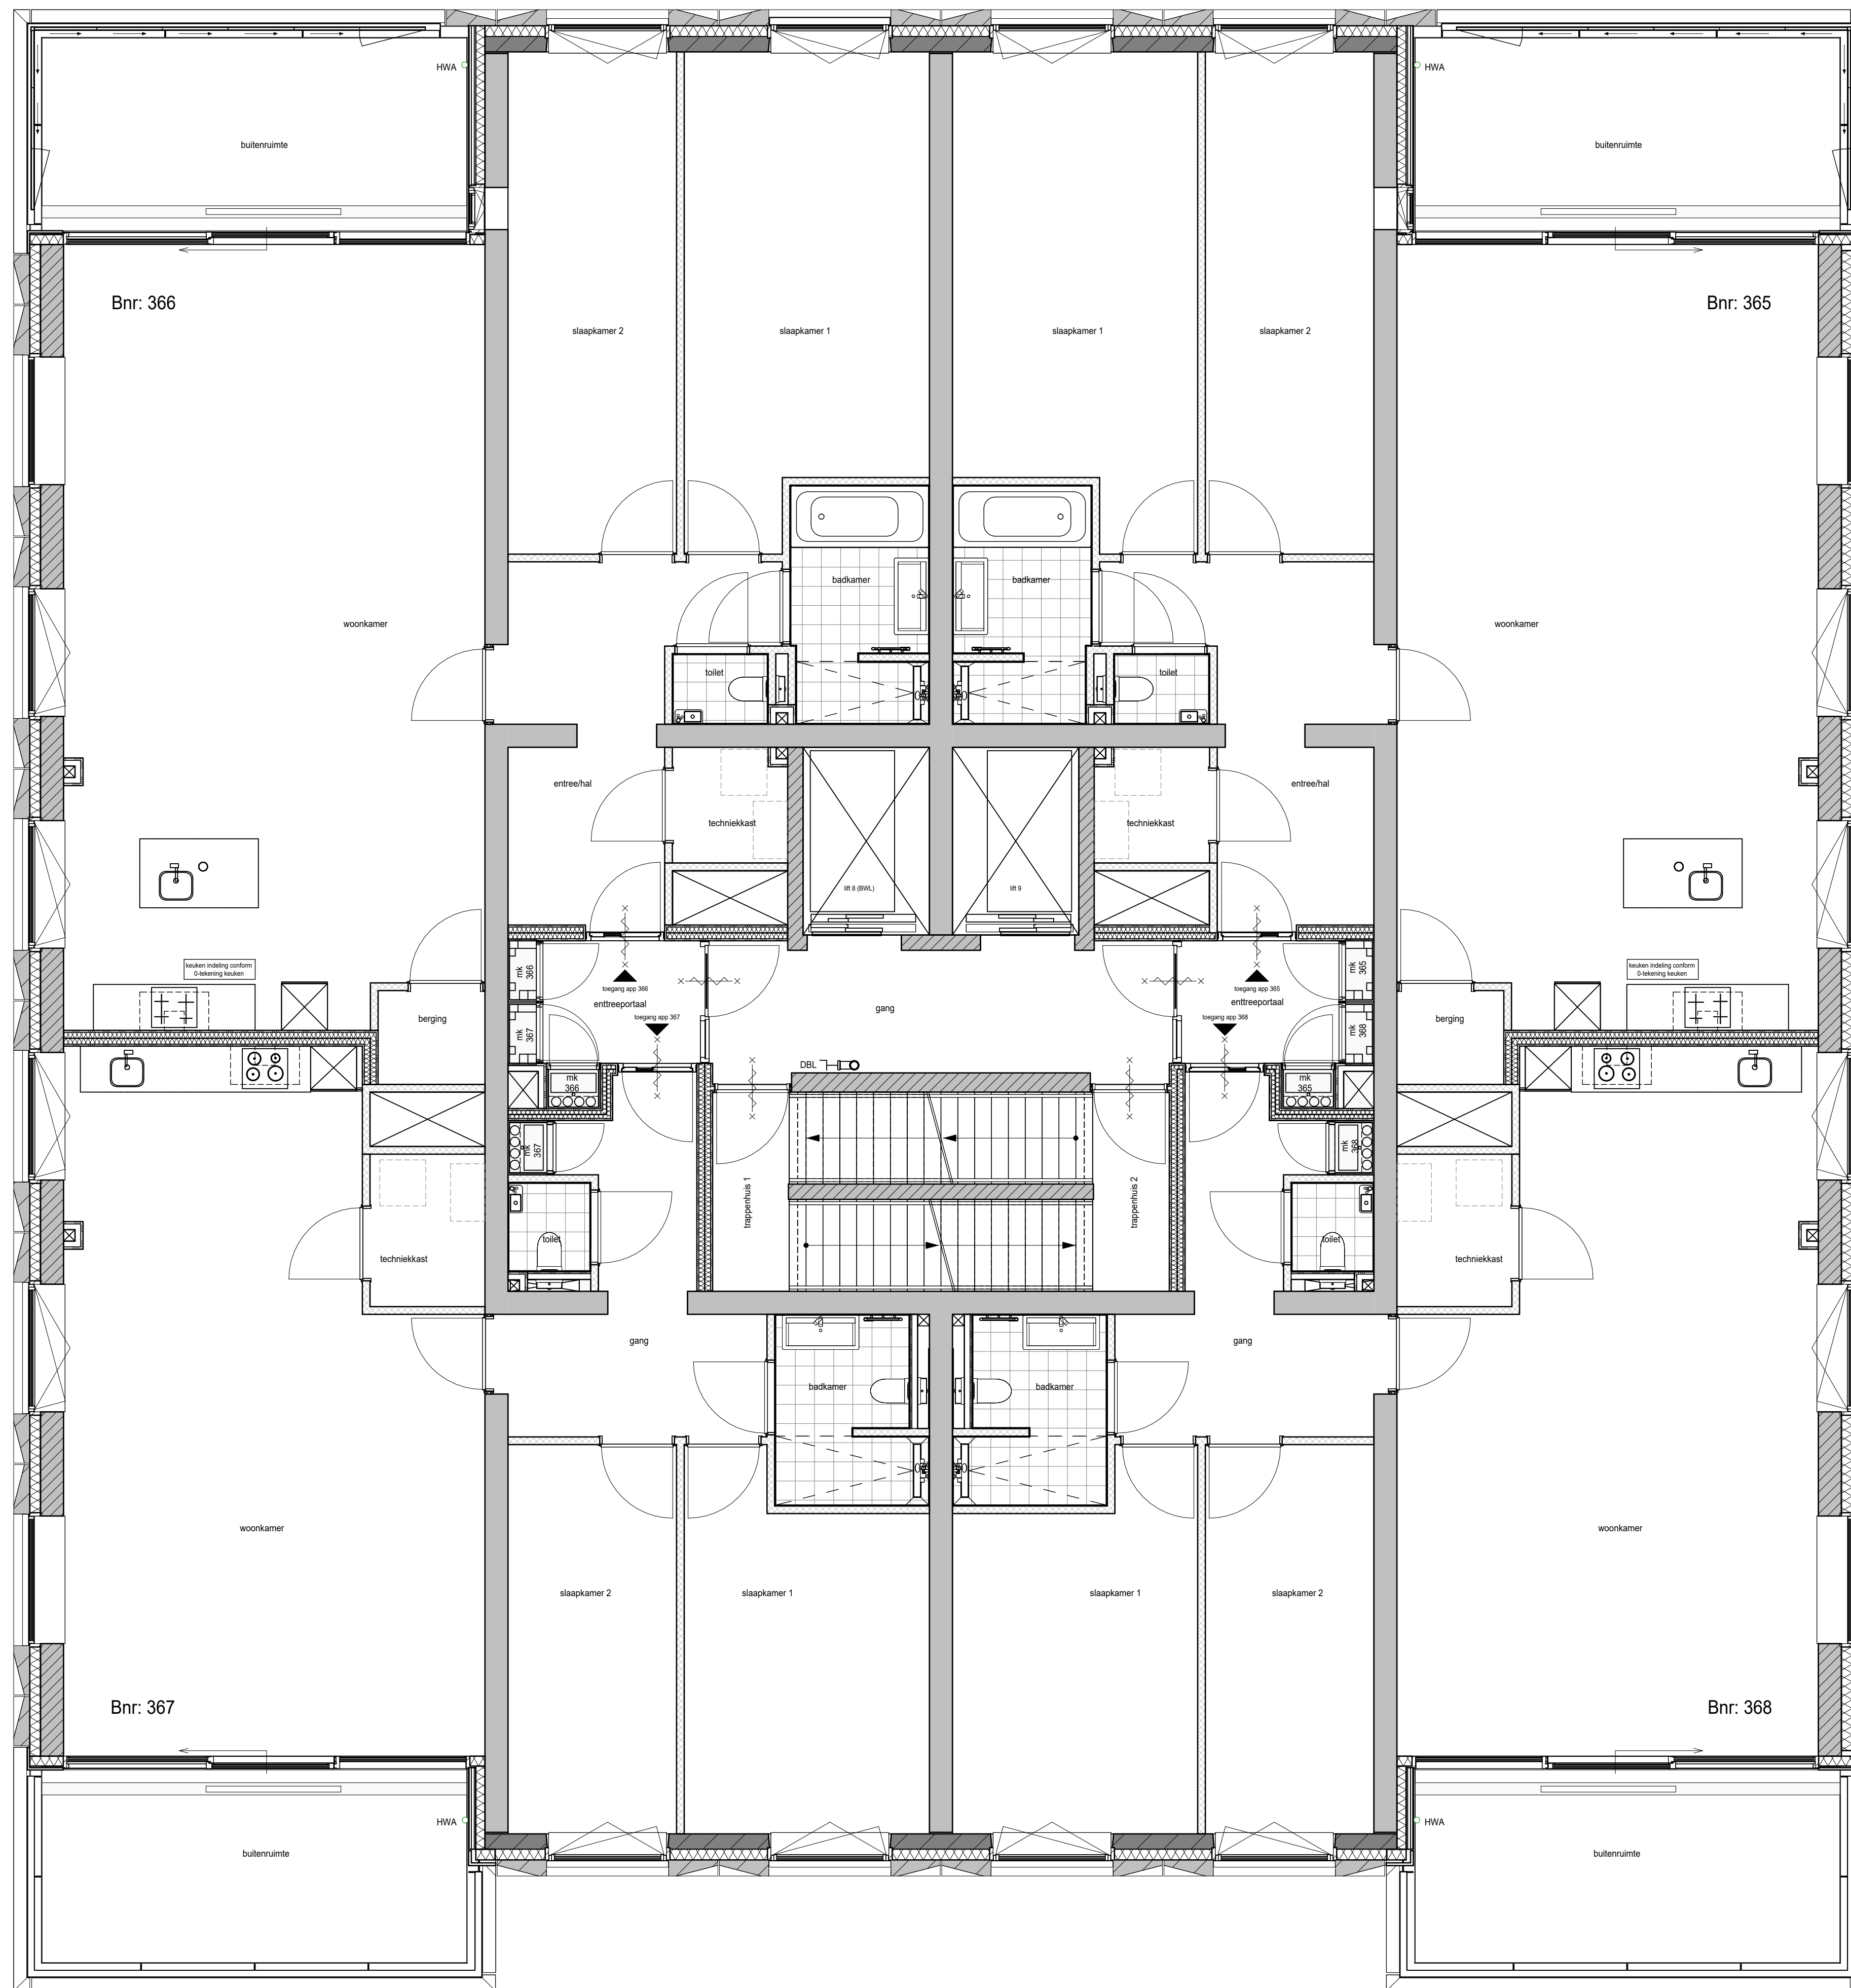 HWA
HWA
buitenruimte
buitenruimte
Bnr: 366
Bnr: 365
slaapkamer 2
slaapkamer 1
slaapkamer 1
slaapkamer 2
badkamer
badkamer
woonkamer
woonkamer
toilet
toilet
entree/hal
entree/hal
techniekkast
techniekkast
lift 8 (BWL)
lift 9
keuken indeling conform
0-tekening keuken
keuken indeling conform
0-tekening keuken
mk
366
mk
365
toegang app 366
toegang app 365
enttreeportaal
enttreeportaal
gang
toegang app 367
toegang app 368
berging
berging
mk
367
mk
368
DBL
mk
366
mk
365
mk
367
mk
368
trappenhuis 1
trappenhuis 2
toilet
toilet
techniekkast
techniekkast
gang
gang
badkamer
badkamer
woonkamer
woonkamer
slaapkamer 2
slaapkamer 1
slaapkamer 1
slaapkamer 2
Bnr: 367
Bnr: 368
HWA
HWA
buitenruimte
buitenruimte